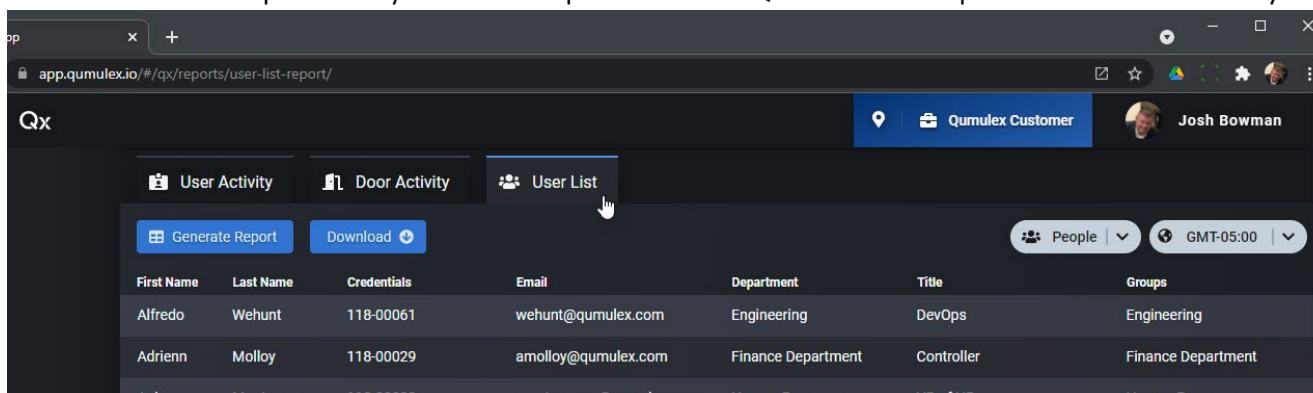 app.qumulex.io/#/qx/reports/user-list-report/
Qx
Qumulex Customer
Josh Bowman
User Activity
Door Activity
User List
Generate Report
Download
People
GMT-05:00
First Name Last Name Credentials Email Department Title Groups
Alfredo Wehunt 118-00061 wehunt@qumulex.com Engineering DevOps Engineering
Adrienn Molloy 118-00029 amolloy@qumulex.com Finance Department Controller Finance Department